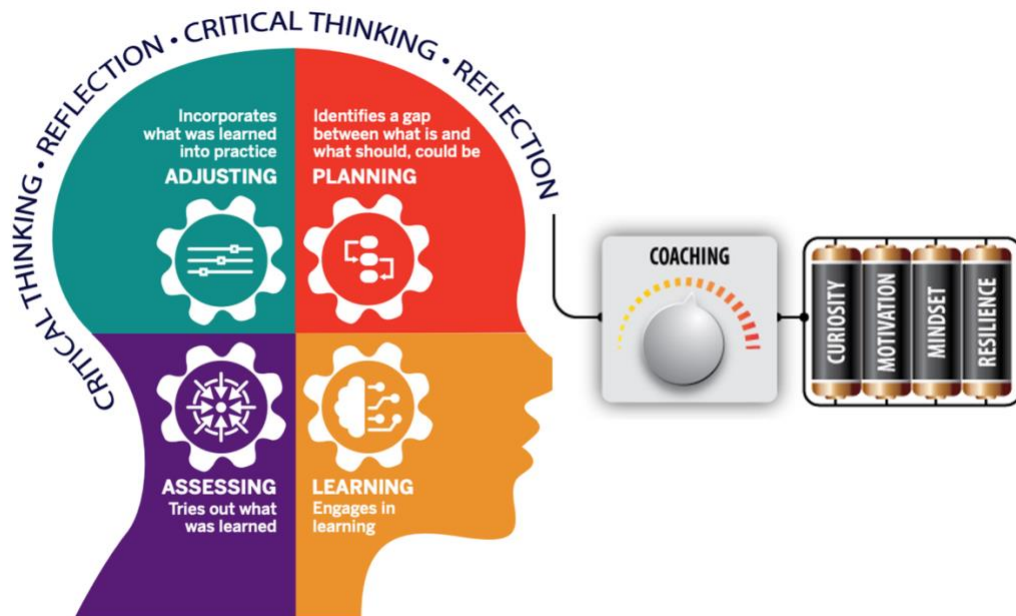 CRITICAL THINKING • REFLECTION • CRITICAL THINKING • REFLECTION
Incorporates
what was learned
into practice
ADJUSTING
Identifies a gap
between what is and
what should, could be
PLANNING
ASSESSING
Tries out what
was learned
LEARNING
Engages in
learning
COACHING
CURIOSITY
MOTIVATION
MINDSET
RESILIENCE